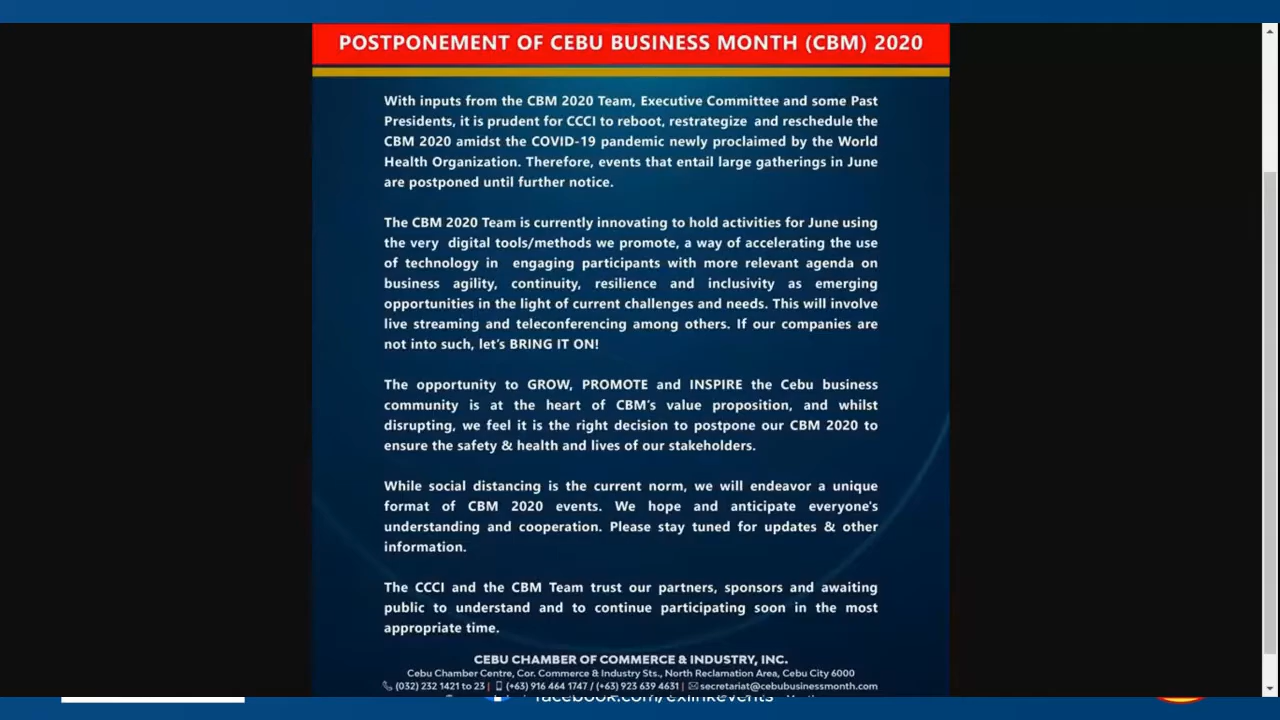 POSTPONEMENT OF CEBU BUSINESS MONTH (CBM) 2020
With inputs from the CBM 2020 Team, Executive Committee and some Past
Presidents, it is prudent for CCCI to reboot, restrategize and reschedule the
CBM 2020 amidst the COVID-19 pandemic newly proclaimed by the World
Health Organization. Therefore, events that entail large gatherings in June
are postponed until further notice.
The CBM 2020 Team is currently innovating to hold activities for June using
the very digital tools/methods we promote, a way of accelerating the use
of technology in engaging participants with more relevant agenda on
business agility, continuity, resilience and inclusivity as emerging
opportunities in the light of current challenges and needs. This will involve
live streaming and teleconferencing among others. If our companies are
not into such, let's BRING IT ON!
The opportunity to GROW, PROMOTE and INSPIRE the Cebu business
community is at the heart of CBM's value proposition, and whilst
disrupting, we feel it is the right decision to postpone our CBM 2020 to
ensure the safety & health and lives of our stakeholders.
While social distancing is the current norm, we will endeavor a unique
format of CBM 2020 events. We hope and anticipate everyone's
understanding and cooperation. Please stay tuned for updates & other
information.
The CCCI and the CBM Team trust our partners, sponsors and awaiting
public to understand and to continue participating soon in the most
appropriate time.
CEBU CHAMBER OF COMMERCE & INDUSTRY, INC.
Cebu Chamber Centre, Cor. Commerce & Industry Sts., North Reclamation Area, Cebu City 6000
(032) 232 1421 to 23 | (+63) 916 464 1747 / (+63) 923 639 4631 | secretariat@cebubusinessmonth.com
facebook.com/exlinkevents